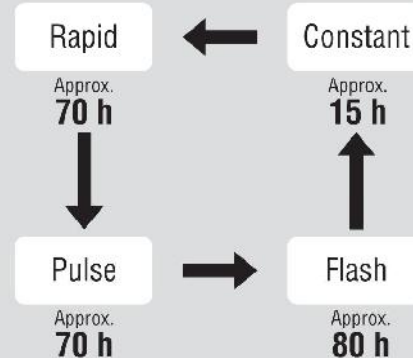 Rapid
Constant
Approx.
70 h
Approx.
15 h
Pulse
Flash
Approx.
70 h
Approx.
80 h